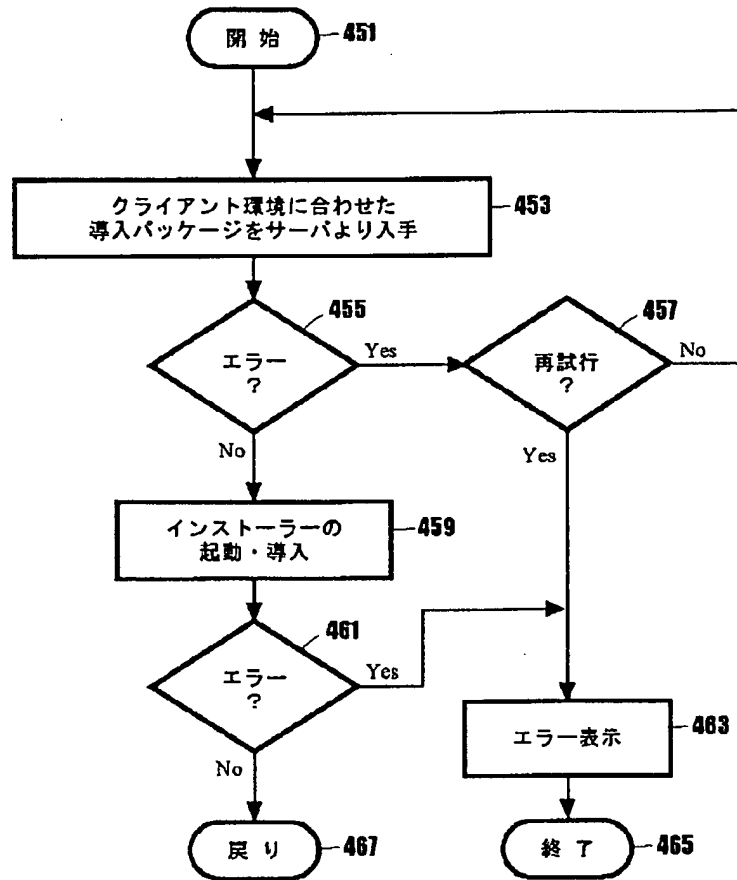 開始
451
クライアント環境に合わせた
導入パッケージをサーバより入手
453
455
エラー
?
Yes
457
再試行
?
No
No
Yes
インストーラーの
起動・導入
459
461
エラー
?
Yes
エラー表示
463
No
戻り
467
終了
465